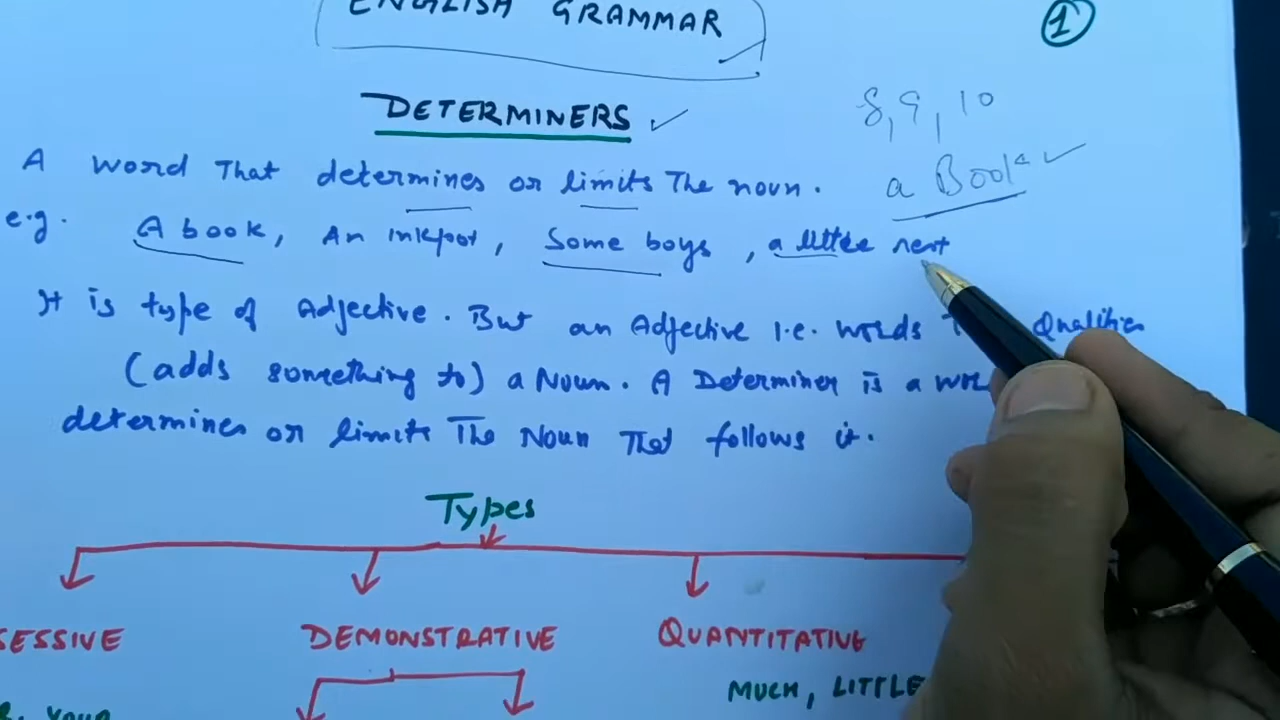 ENGLISH GRAMMAR
1
DETERMINERS
8, 9, 10
A word That determines or limits The noun.
a Book
e.g. A book, An Inkpot, Some boys, a little rest
It is type of Adjective. But an Adjective i.e. words Qualifies
(adds something to) a Noun. A Determiner is a
determines or limits The Noun That follows it.
Types
SESSIVE DEMONSTRATIVE QUANTITATIVE
MUCH, LITTLE